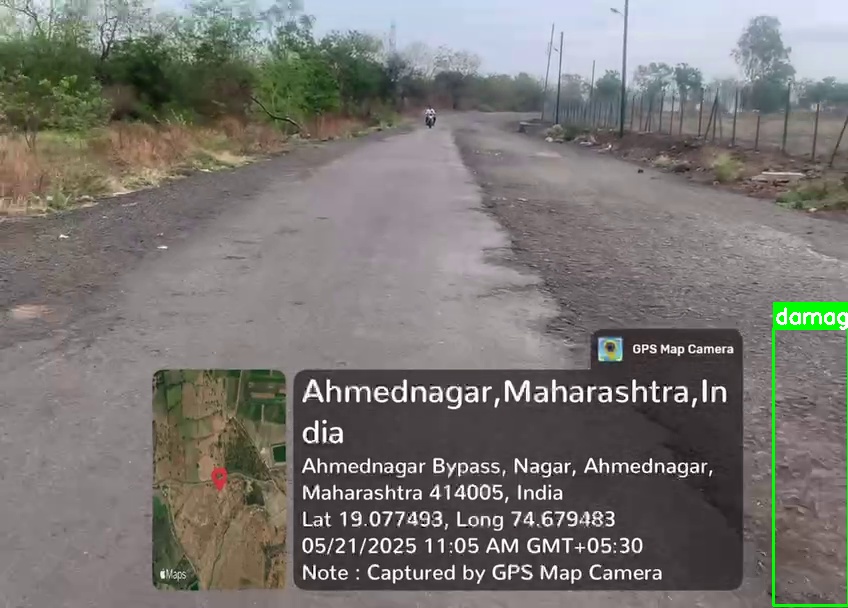 damag
GPS Map Camera
Ahmednagar,Maharashtra,In
dia
Ahmednagar Bypass, Nagar, Ahmednagar,
Maharashtra 414005, India
Lat 19.077493, Long 74.679483
05/21/2025 11:05 AM GMT+05:30
Note : Captured by GPS Map Camera
Maps